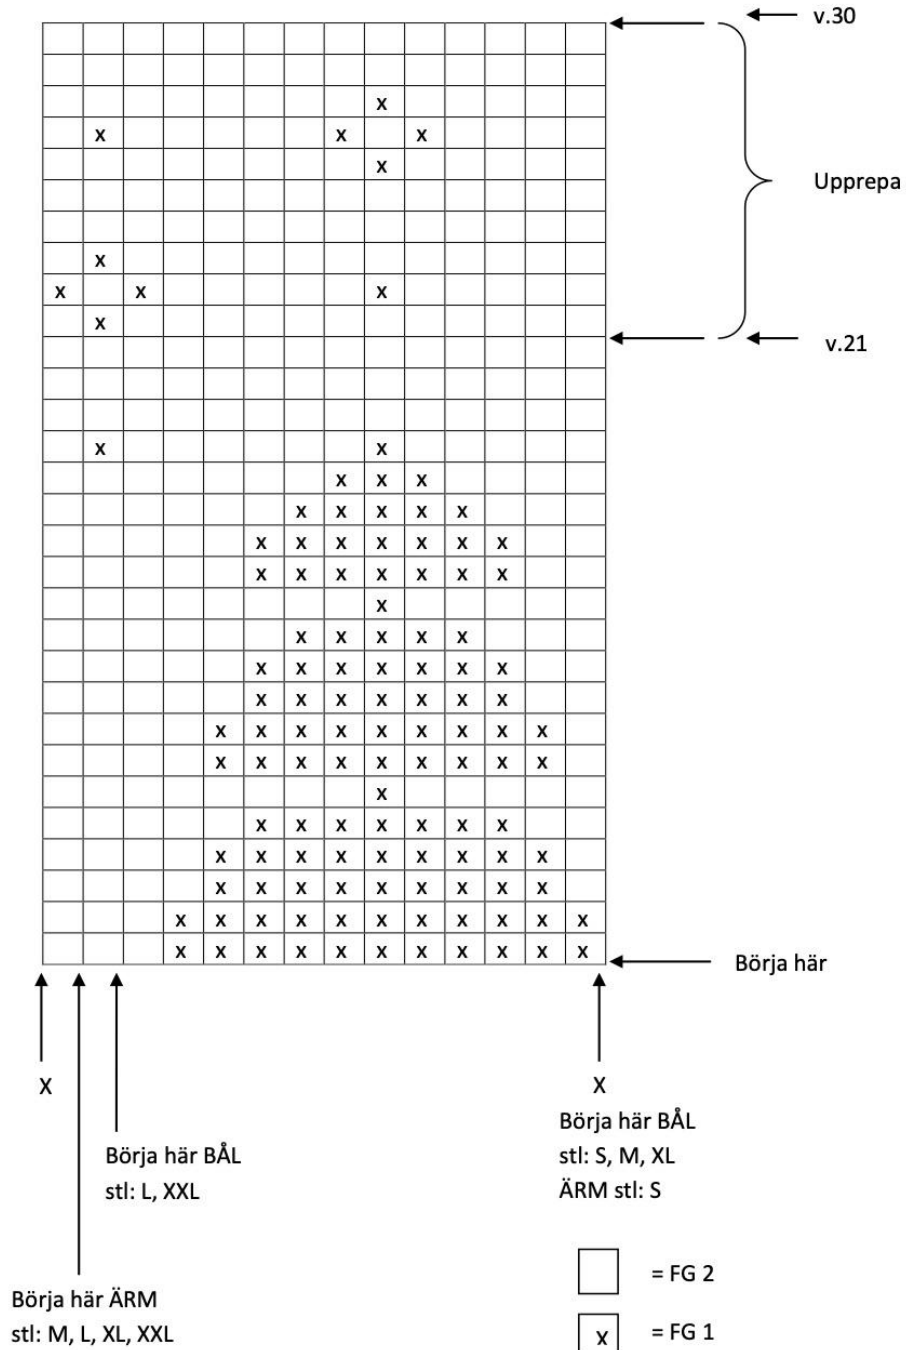 v.30
x
x x x
x
Upprepa
x
x x x
x
v.21
x x
x x x
x x x x x
x x x x x x x
x x x x x x x
x
x x x x x
x x x x x x x
x x x x x x x
x x x x x x x x x
x x x x x x x x x
x
x x x x x x x
x x x x x x x x x
x x x x x x x x x
x x x x x x x x x x x
x x x x x x x x x x x
Börja här
X
X
Börja här BÅL
stl: S, M, XL
ÄRM stl: S
Börja här BÅL
stl: L, XXL
Börja här ÄRM
stl: M, L, XL, XXL
= FG 2
x = FG 1